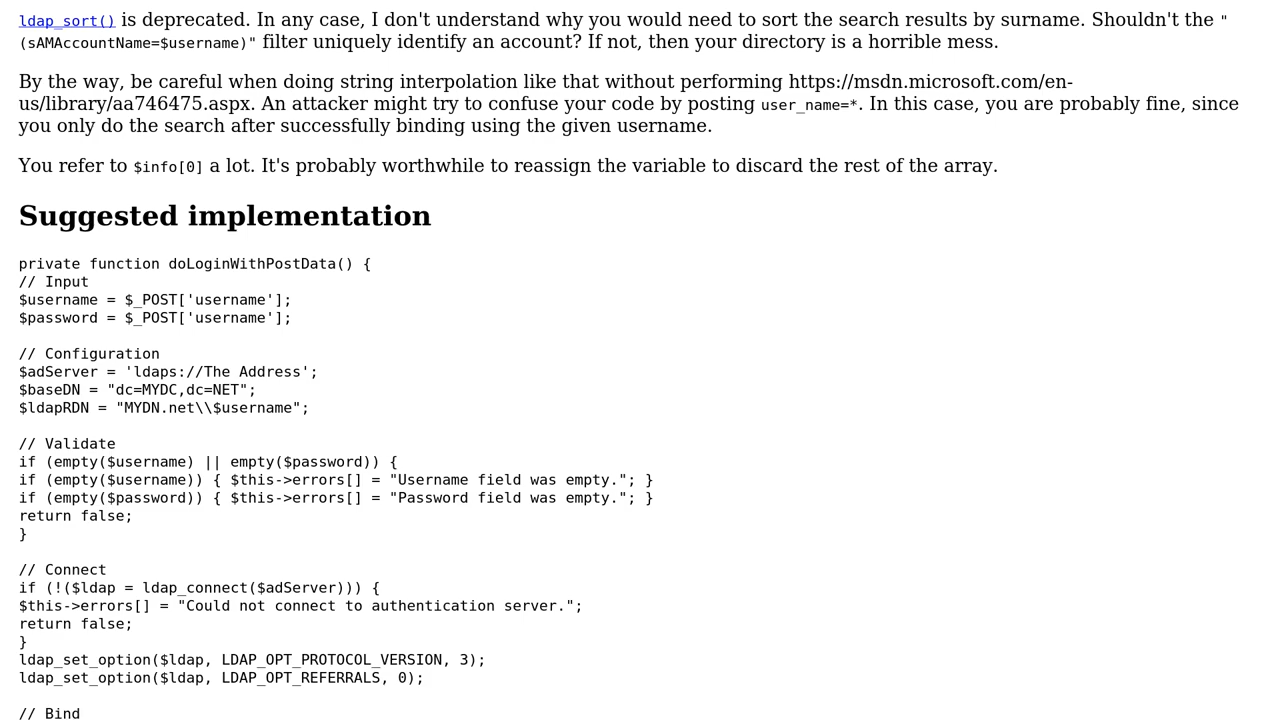 ldap_sort() is deprecated. In any case, I don't understand why you would need to sort the search results by surname. Shouldn't the "
(sAMAccountName=$username)" filter uniquely identify an account? If not, then your directory is a horrible mess.
By the way, be careful when doing string interpolation like that without performing https://msdn.microsoft.com/en-
us/library/aa746475.aspx. An attacker might try to confuse your code by posting user_name=*. In this case, you are probably fine, since
you only do the search after successfully binding using the given username.
You refer to $info[0] a lot. It's probably worthwhile to reassign the variable to discard the rest of the array.
Suggested implementation
private function doLoginWithPostData() {
// Input
$username = $_POST['username'];
$password = $_POST['username'];
// Configuration
$adServer = 'ldaps://The Address';
$baseDN = "dc=MYDC,dc=NET";
$ldapRDN = "MYDN.net\\$username";
// Validate
if (empty($username) || empty($password)) {
if (empty($username)) { $this->errors[] = "Username field was empty."; }
if (empty($password)) { $this->errors[] = "Password field was empty."; }
return false;
}
// Connect
if (!($ldap = ldap_connect($adServer))) {
$this->errors[] = "Could not connect to authentication server.";
return false;
}
ldap_set_option($ldap, LDAP_OPT_PROTOCOL_VERSION, 3);
ldap_set_option($ldap, LDAP_OPT_REFERRALS, 0);
// Bind